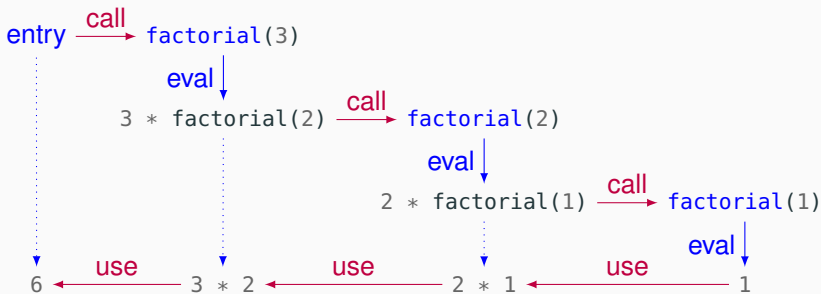 call
entry factorial(3)
eval
call
3 * factorial(2) factorial(2)
eval
call
2 * factorial(1) factorial(1)
eval
use use use
6 3 * 2 2 * 1 1